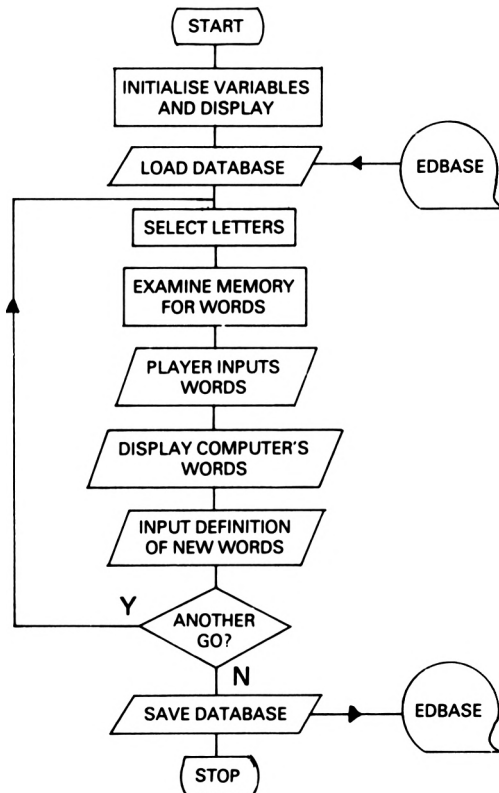 START
INITIALISE VARIABLES
AND DISPLAY
LOAD DATABASE
EDBASE
SELECT LETTERS
EXAMINE MEMORY
FOR WORDS
PLAYER INPUTS
WORDS
DISPLAY COMPUTER'S
WORDS
INPUT DEFINITION
OF NEW WORDS
Y
ANOTHER
GO?
N
SAVE DATABASE
EDBASE
STOP